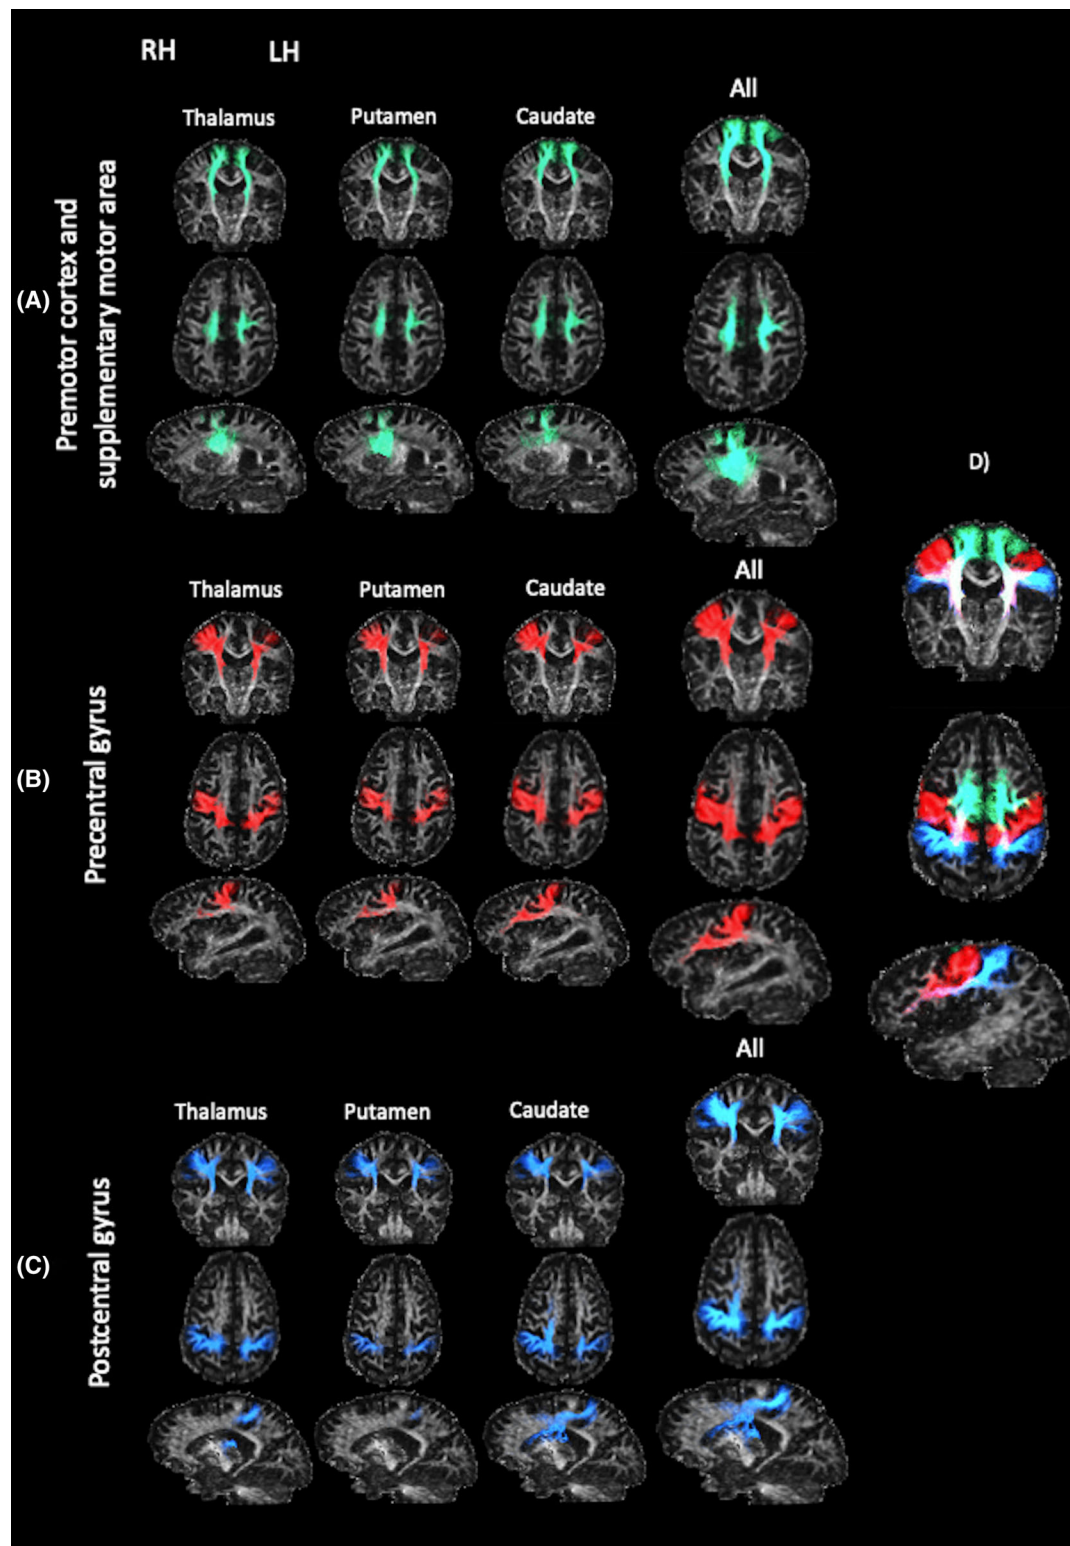 RH LH
All
Thalamus Putamen Caudate
(A)
Premotor cortex and
supplementary motor area
D)
All
Thalamus Putamen Caudate
(B)
Precentral gyrus
All
Thalamus Putamen Caudate
(C)
Postcentral gyrus